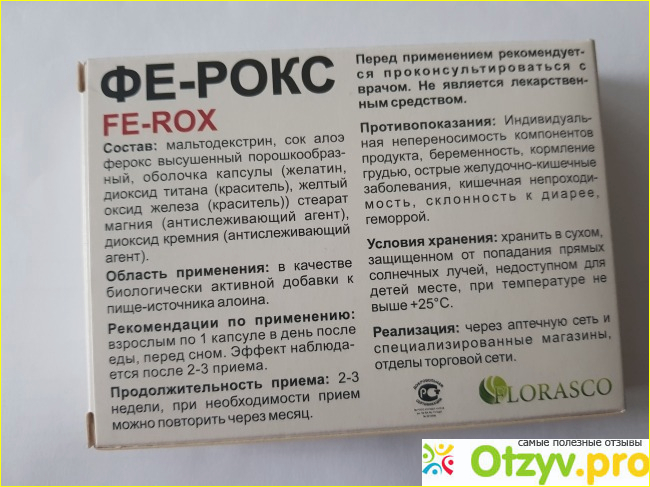 ФЕ-РОКС
FE-ROX
Состав: мальтодекстрин, сок алоэ
ферокс высушенный порошкообраз-
ный, оболочка капсулы (желатин,
диоксид титана (краситель), желтый
оксид железа (краситель)) стеарат
магния (антислеживающий агент),
диоксид кремния (антислеживающий
агент).
Область применения: в качестве
биологически активной добавки к
пище-источника алоина.
Рекомендации по применению:
взрослым по 1 капсуле в день после
еды, перед сном. Эффект наблюда-
ется после 2-3 приема.
Продолжительность приема: 2-3
недели, при необходимости прием
можно повторить через месяц.
Перед применением рекомендует-
ся проконсультироваться с
врачом. Не является лекарствен-
ным средством.
Противопоказания: Индивидуаль-
ная непереносимость компонентов
продукта, беременность, кормление
грудью, острые желудочно-кишечные
заболевания, кишечная непроходи-
мость, склонность к диарее,
геморрой.
Условия хранения: хранить в сухом,
защищенном от попадания прямых
солнечных лучей, недоступном для
детей месте, при температуре не
выше +25°С.
Реализация: через аптечную сеть и
специализированные магазины,
отделы торговой сети.
FLORASCO
самые полезные отзывы
Otzyv.pro